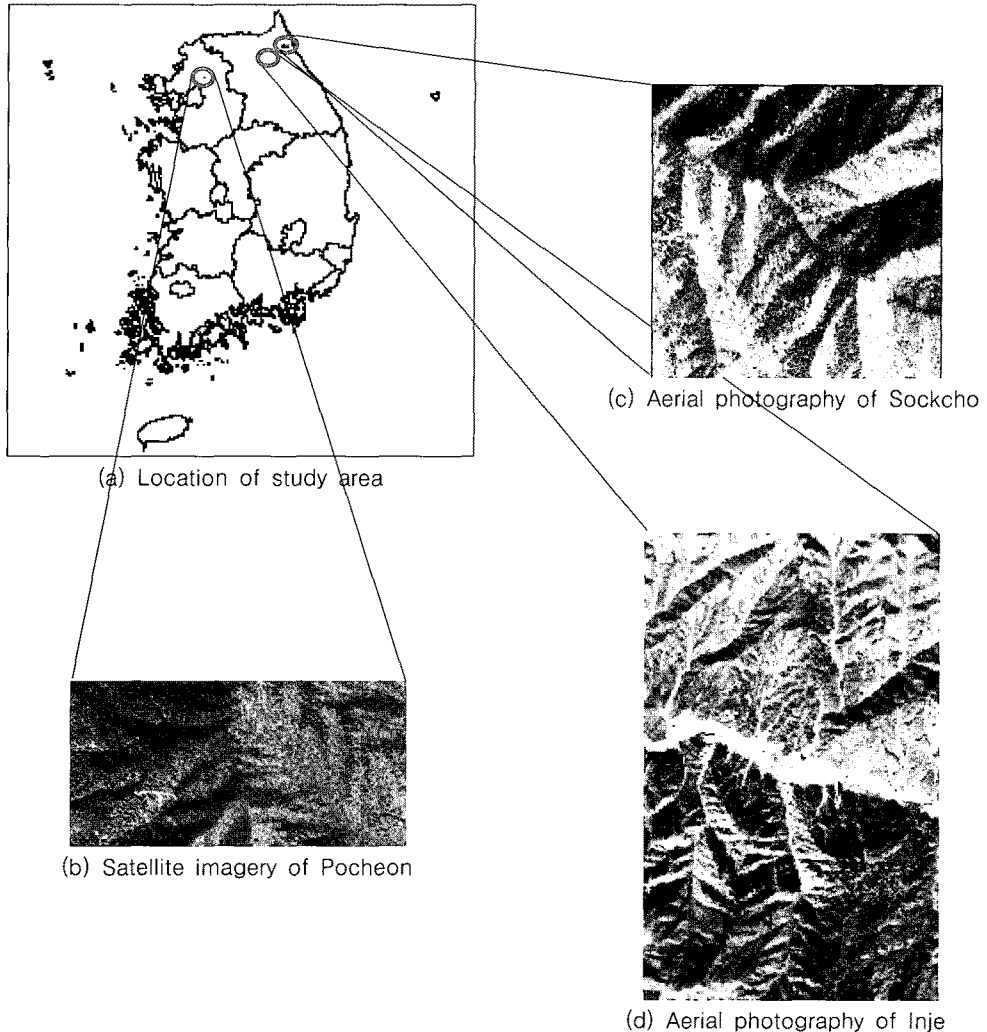 (a) Location of study area
(b) Satellite imagery of Pocheon
(c) Aerial photography of Sockcho
(d) Aerial photography of Inje